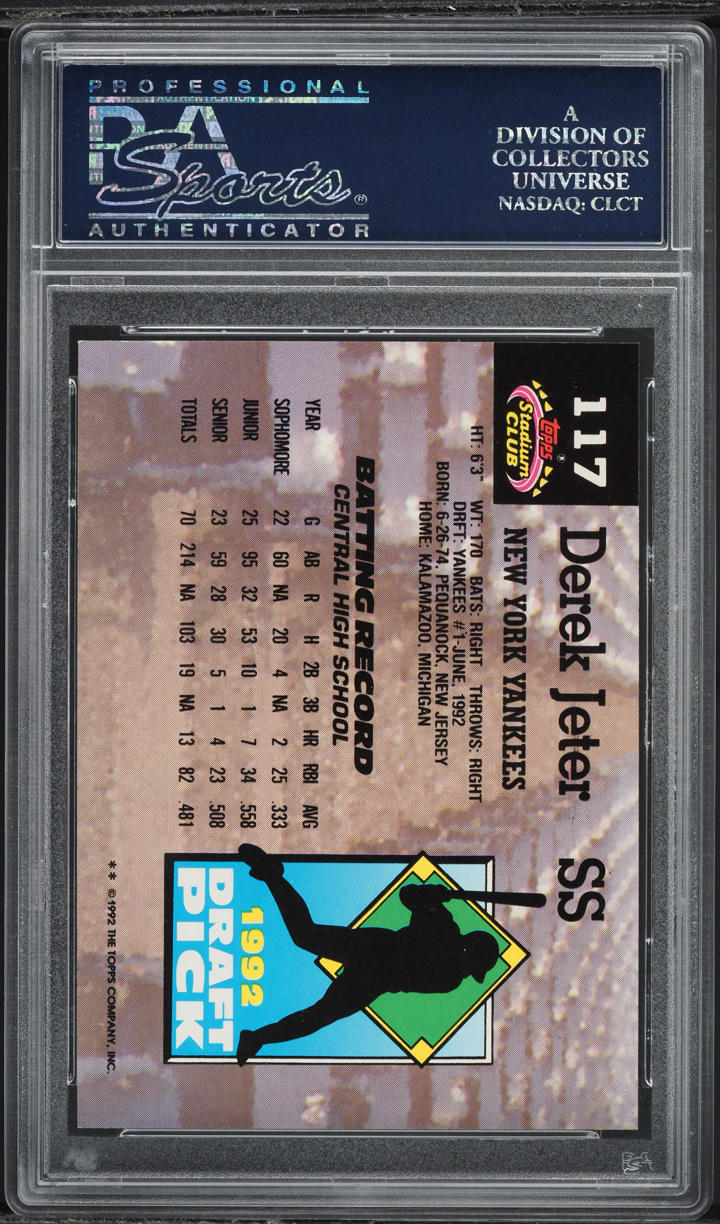 PROFESSIONAL
PSA
Sports®
AUTHENTICATOR
A
DIVISION OF
COLLECTORS
UNIVERSE
NASDAQ: CLCT
117
Topps®
Stadium
CLUB
Derek Jeter SS
NEW YORK YANKEES
HT: 6'3" WT: 170 BATS: RIGHT THROWS: RIGHT
DRFT: YANKEES #1-JUNE, 1992
BORN: 6-26-74, PEQUANOCK, NEW JERSEY
HOME: KALAMAZOO, MICHIGAN
BATTING RECORD
CENTRAL HIGH SCHOOL
YEAR G AB R H 2B 3B HR RBI AVG
SOPHOMORE 22 60 NA 20 4 NA 2 25 .333
JUNIOR 25 95 32 53 10 1 7 34 .558
SENIOR 23 59 28 30 5 1 4 23 .508
TOTALS 70 214 NA 103 19 NA 13 82 .481
1992
DRAFT
PICK
** ©1992 THE TOPPS COMPANY, INC.
PSA